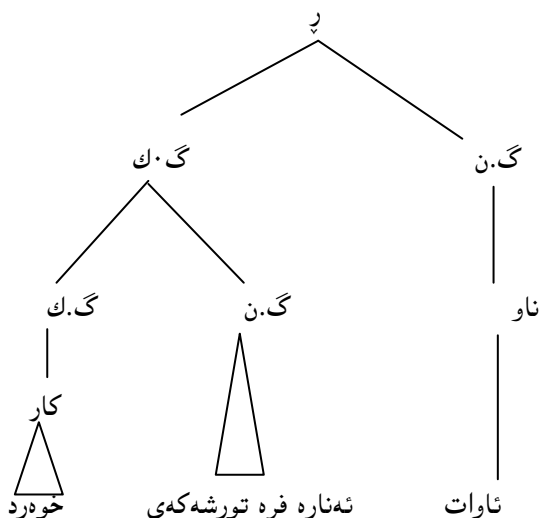 ڕ
گ.ن گ.ك
ناو گ.ن گ.ك
كار
ئاوات ئەنارە فرە تورشەكەی خوەرد